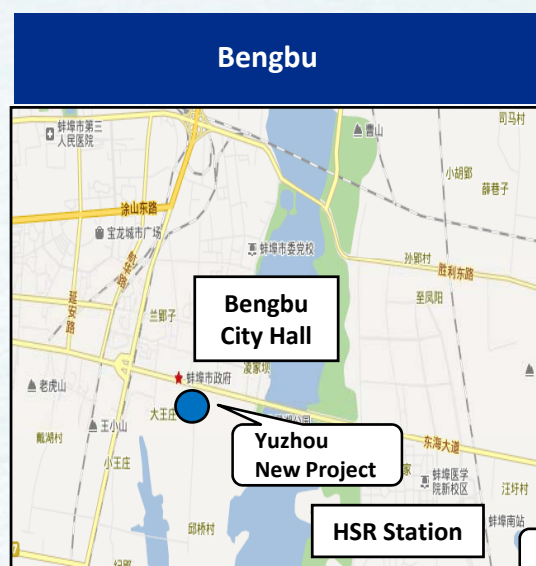 Bengbu
司马村
蚌埠市第三
人民医院
曹山
小胡郢
薛巷子
涂山东路
宝龙城市广场
蚌埠市委党校
孙郢村
胜利东路
至凤阳
延安路
兰郢子
Bengbu
City Hall
凌家坝
蚌埠市政府
老虎山
大王庄
王小山
戴湖村
小王庄
Yuzhou
New Project
东海大道
蚌埠医学
院新校区
汪圩村
邱桥村
HSR Station
蚌埠南站